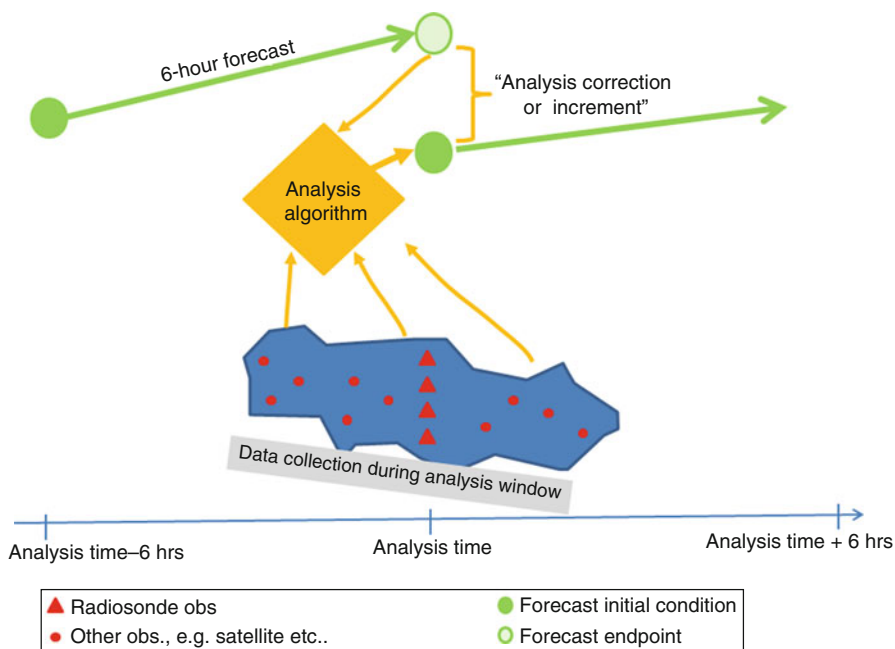 6-hour forecast
“Analysis correction
or increment”
Analysis
algorithm
Data collection during analysis window
Analysis time–6 hrs
Analysis time
Analysis time + 6 hrs
Radiosonde obs
Other obs., e.g. satellite etc..
Forecast initial condition
Forecast endpoint